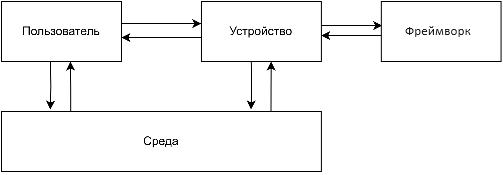 Пользователь
Устройство
Фреймворк
Среда